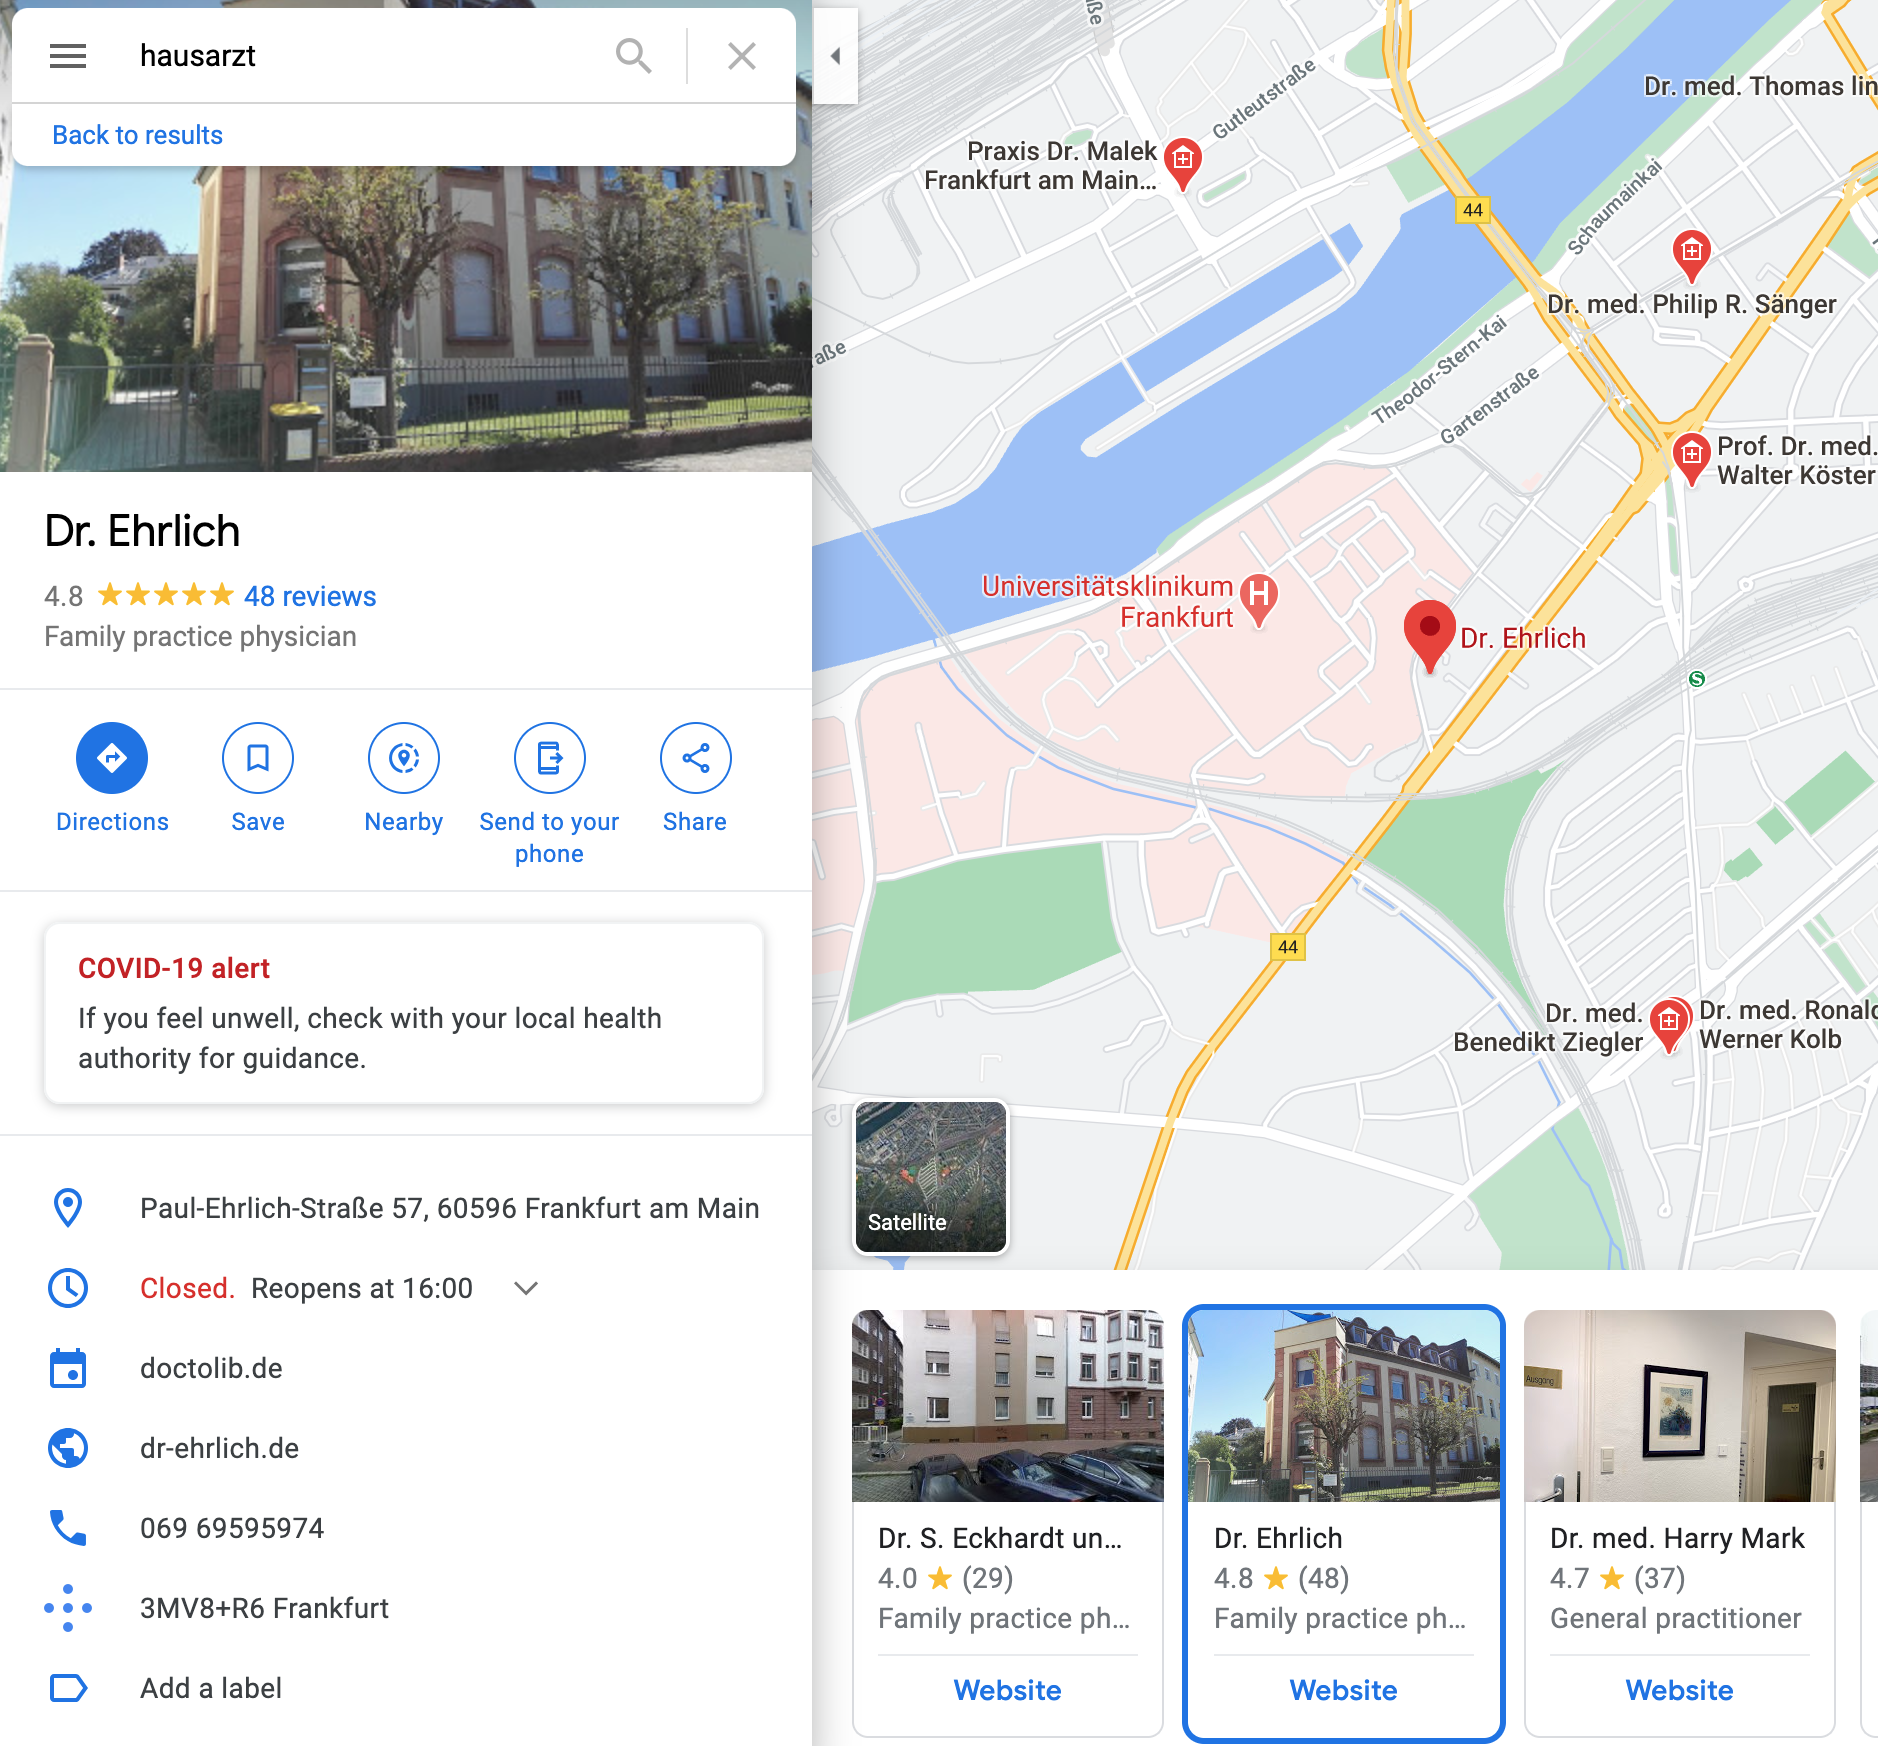 hausarzt
Back to results
Dr. Ehrlich
4.8
48 reviews
Family practice physician
Directions
Save
Nearby
Send to your
phone
Share
COVID-19 alert
If you feel unwell, check with your local health
authority for guidance.
Paul-Ehrlich-Straße 57, 60596 Frankfurt am Main
Closed. Reopens at 16:00
doctolib.de
dr-ehrlich.de
069 69595974
3MV8+R6 Frankfurt
Add a label
ße
Gutleutstraße
Dr. med. Thomas lin
Praxis Dr. Malek
Frankfurt am Main...
44
Schaumainkai
Dr. med. Philip R. Sänger
aße
Theodor-Stern-Kai
Gartenstraße
Prof. Dr. med.
Walter Köster
Universitätsklinikum
Frankfurt
H
Dr. Ehrlich
S
44
Dr. med.
Benedikt Ziegler
Dr. med. Ronald
Werner Kolb
Satellite
Dr. S. Eckhardt un...
4.0
(29)
Family practice ph...
Website
Dr. Ehrlich
4.8
(48)
Family practice ph...
Website
Ausgang
Dr. med. Harry Mark
4.7
(37)
General practitioner
Website